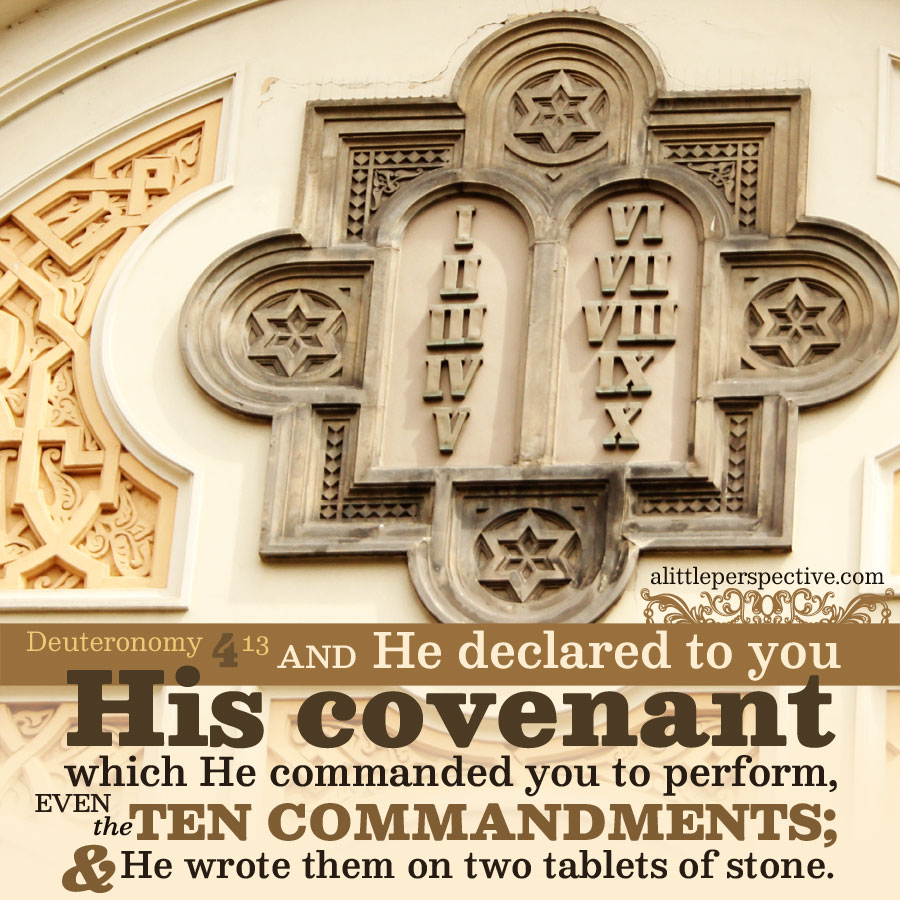 I
II
III
IV
V
VI
VII
VIII
IX
X
alittleperspective.com
Deuteronomy 4 13 AND He declared to you
His covenant
which He commanded you to perform,
EVEN the TEN COMMANDMENTS;
& He wrote them on two tablets of stone.